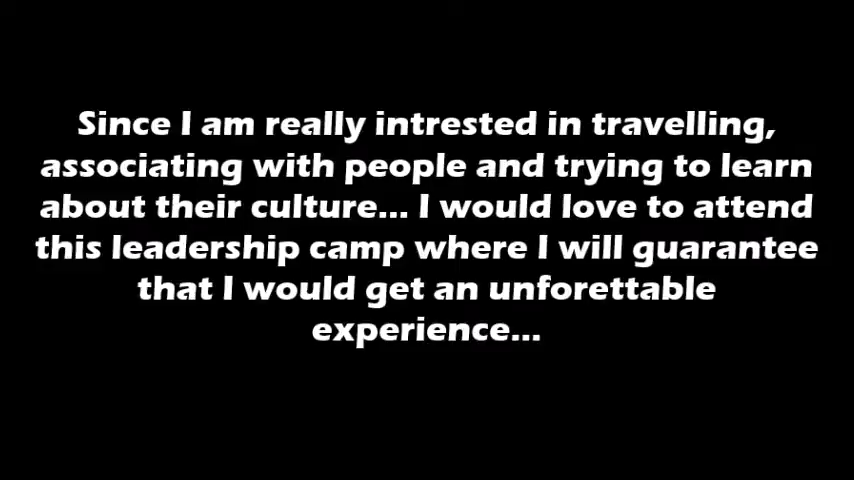 Since I am really intrested in travelling,
associating with people and trying to learn
about their culture... I would love to attend
this leadership camp where I will guarantee
that I would get an unforettable
experience...